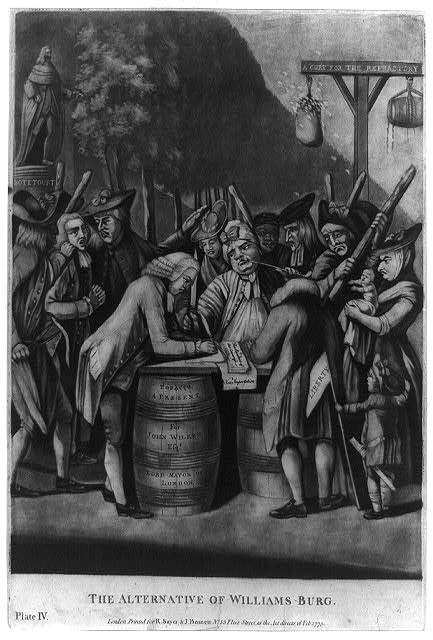 A CURE FOR THE REFRACTORY
BOTETOURT
LIBERTY
TOBACCO
A PRESENT
For
JOHN WILKES
ESQR.
LORD MAYOR OF
LONDON
THE ALTERNATIVE OF WILLIAMS-BURG.
Plate IV.
London Printed for R. Sayer, & J. Bennett, No. 53 Fleet Street, as the Act directs 16 Feb. 1775.